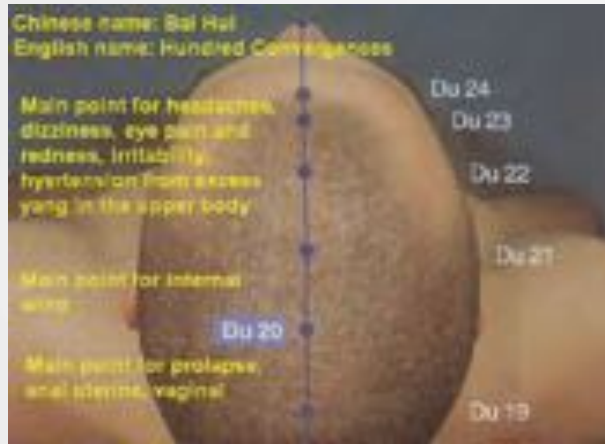 Chinese name: Bai Hui
English name: Hundred Convergences
Main point for headaches,
dizziness, eye pain and
redness, irritability,
hyertension from excess
yang in the upper body
Main point for internal
wind
Main point for prolapse,
anal uterine, vaginal
Du 24
Du 23
Du 22
Du 21
Du 20
Du 19